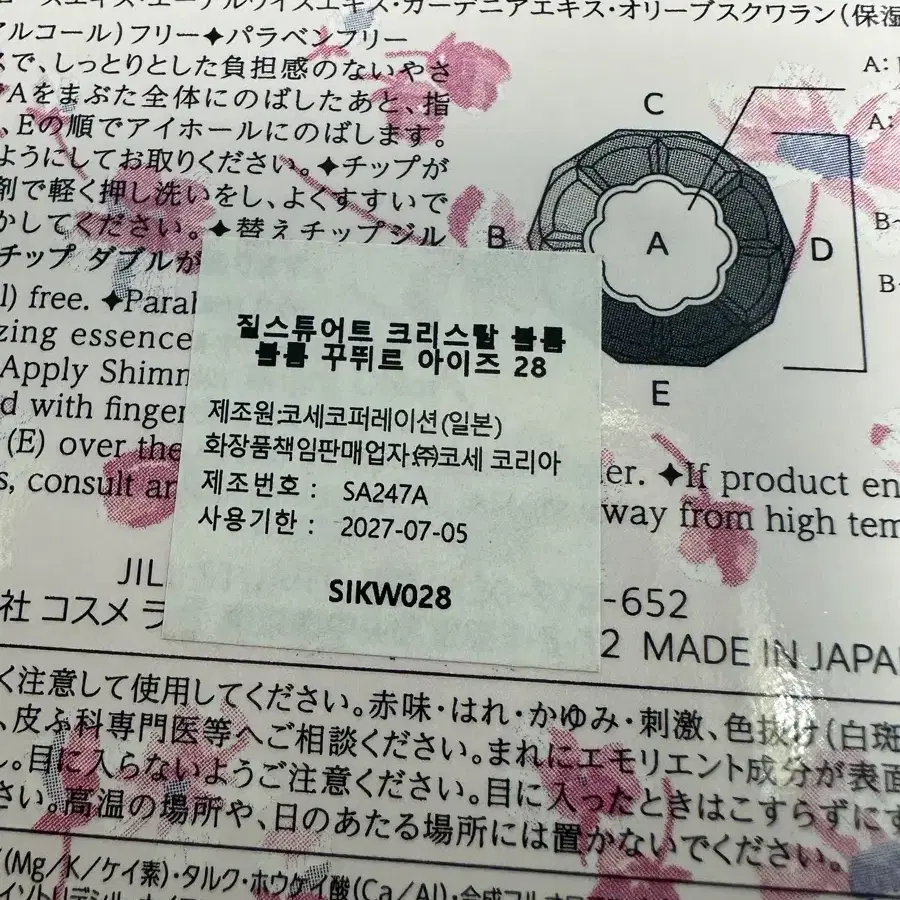 ローズエキス・エーデルワイスエキス・ガーデニアエキス・オリーブスクワラン(保湿
アルコール)フリー✦パラベンフリー
スで、しっとりとした負担感のないやさ
Aをまぶた全体にのばしたあと、指
、Eの順でアイホールにのばします。
ようにしてお取りください。✦チップが
剤で軽く押し洗いをし、よくすすいで
かしてください。✦替えチップジル
チップ ダブルが
C
A:
A:
B
A
D
B~
B~
E
l) free. ✦Parab
zing essence
Apply Shimm
d with finger
(E) over the
s, consult an
er. ✦If product en
way from high tem
질스튜어트 크리스탈 블룸
블룸 꾸뛰르 아이즈 28
제조원:코세코퍼레이션(일본)
화장품책임판매업자:㈜코세 코리아
제조번호 : SA247A
사용기한 : 2027-07-05
SIKW028
JIL
-652
社 コスメ ラ
2 MADE IN JAPA
く注意して使用してください。赤味・はれ・かゆみ・刺激、色抜け(白斑
、皮ふ科専門医等へご相談ください。まれにエモリエント成分が表面
し。目に入らないようご注意ください。目に入ったときはこすらずにす
さい。高温の場所や、日のあたる場所には置かないでください。
(Mg/K/ケイ素)・タルク・ホウケイ酸(Ca/Al)・合成フル